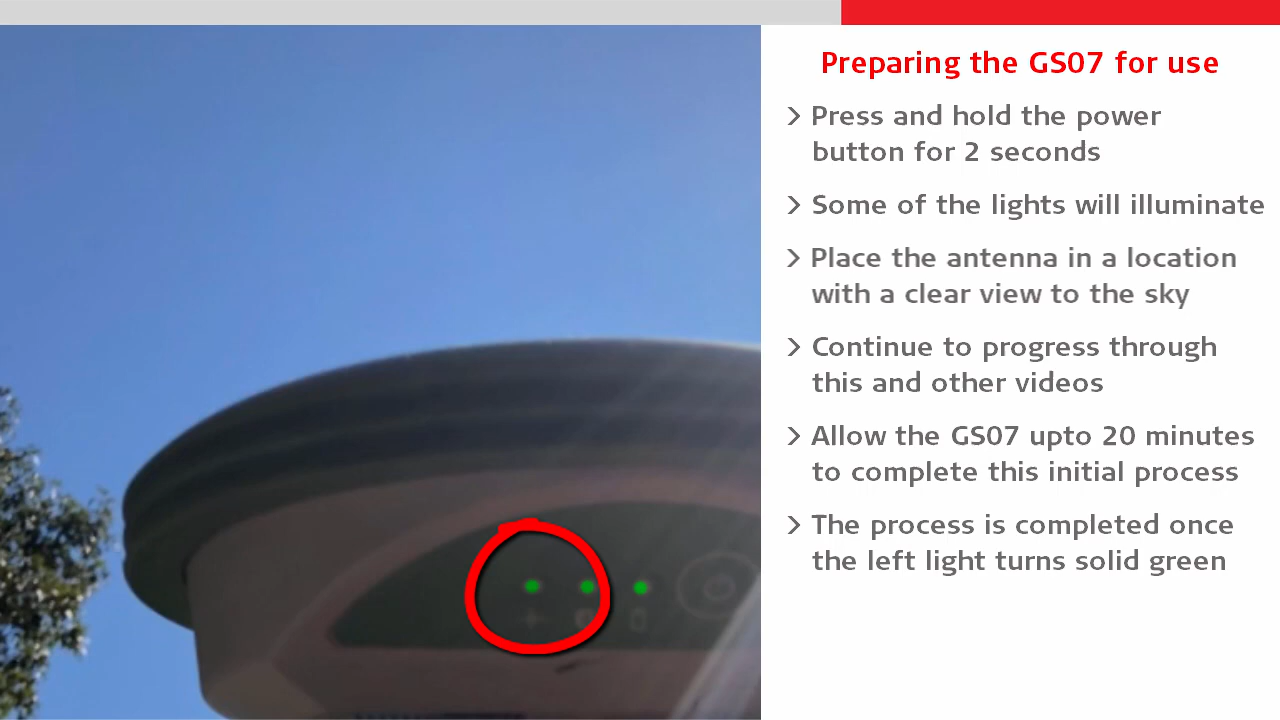 Preparing the GS07 for use
> Press and hold the power
button for 2 seconds
> Some of the lights will illuminate
> Place the antenna in a location
with a clear view to the sky
> Continue to progress through
this and other videos
> Allow the GS07 upto 20 minutes
to complete this initial process
> The process is completed once
the left light turns solid green